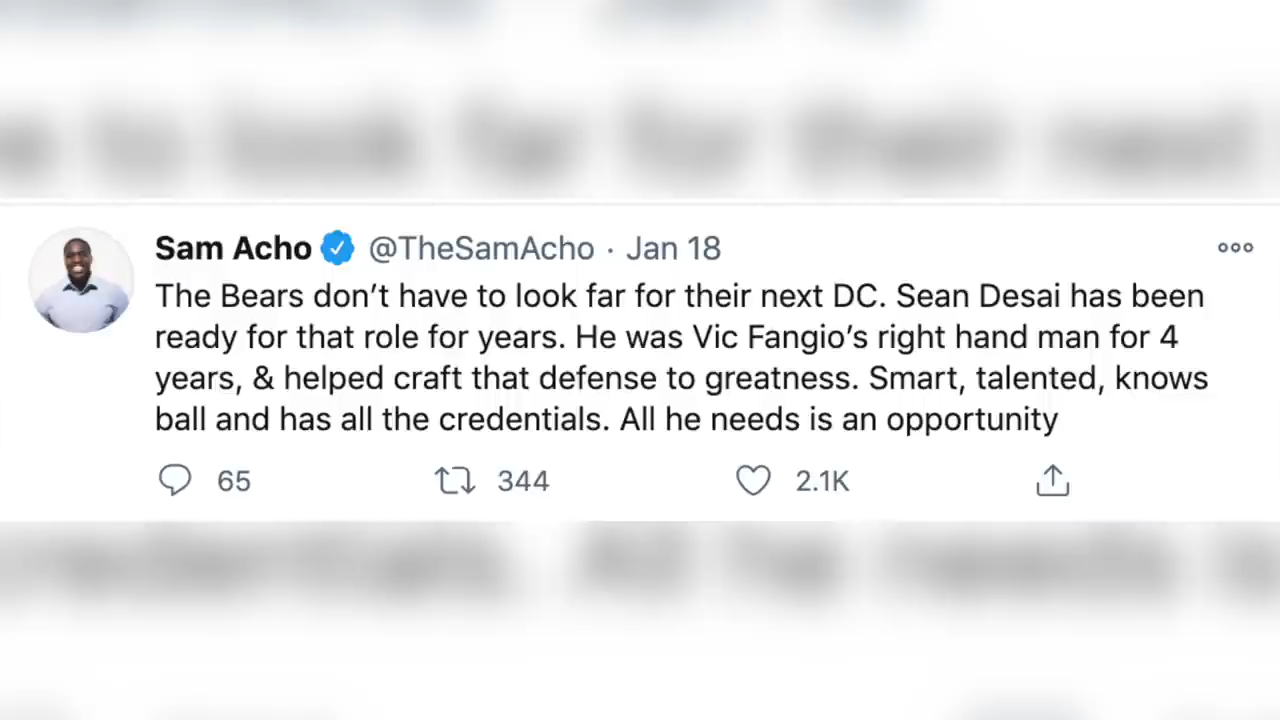 Sam Acho @TheSamAcho · Jan 18
The Bears don’t have to look far for their next DC. Sean Desai has been
ready for that role for years. He was Vic Fangio’s right hand man for 4
years, & helped craft that defense to greatness. Smart, talented, knows
ball and has all the credentials. All he needs is an opportunity
65 344 2.1K